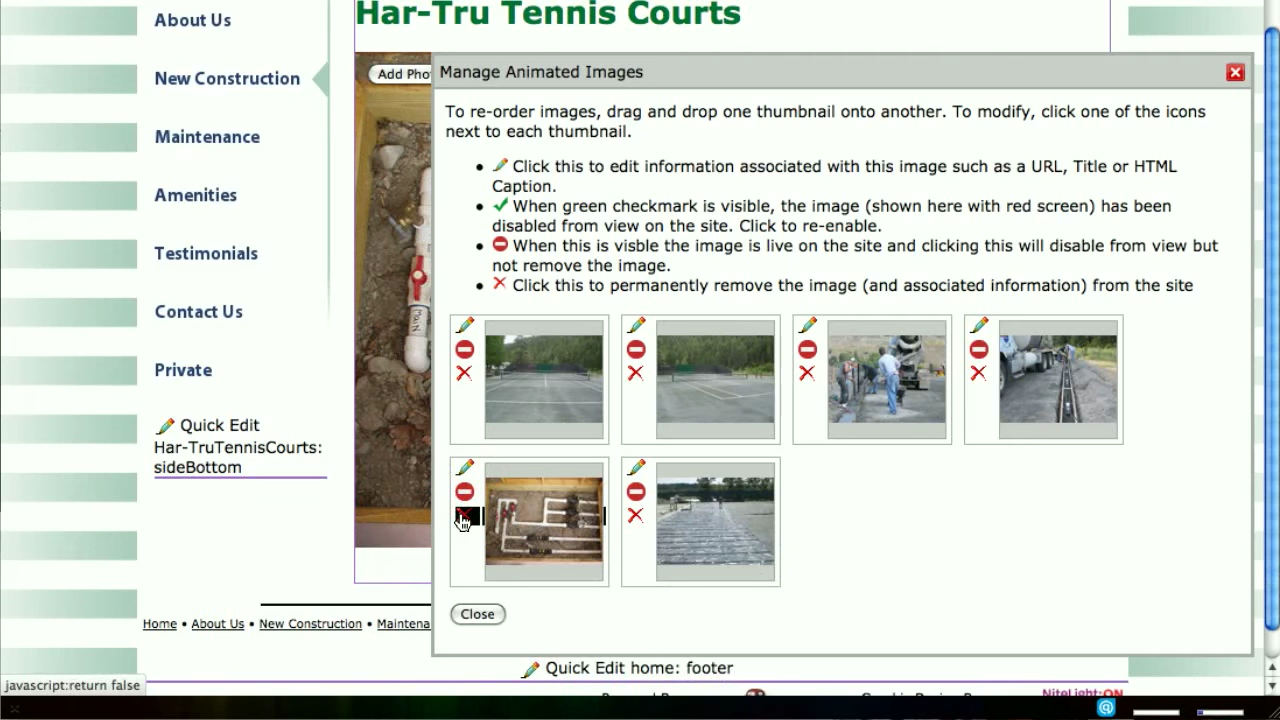 Har-Tru Tennis Courts
About Us
New Construction
Maintenance
Amenities
Testimonials
Contact Us
Private
Quick Edit
Har-TruTennisCourts:
sideBottom
Add Pho
Manage Animated Images
To re-order images, drag and drop one thumbnail onto another. To modify, click one of the icons
next to each thumbnail.
• Click this to edit information associated with this image such as a URL, Title or HTML
Caption.
• When green checkmark is visible, the image (shown here with red screen) has been
disabled from view on the site. Click to re-enable.
• When this is visble the image is live on the site and clicking this will disable from view but
not remove the image.
• Click this to permanently remove the image (and associated information) from the site
MAIN
Close
Home • About Us • New Construction • Maintena
Quick Edit home: footer
javascript:return false
NiteLight:ON